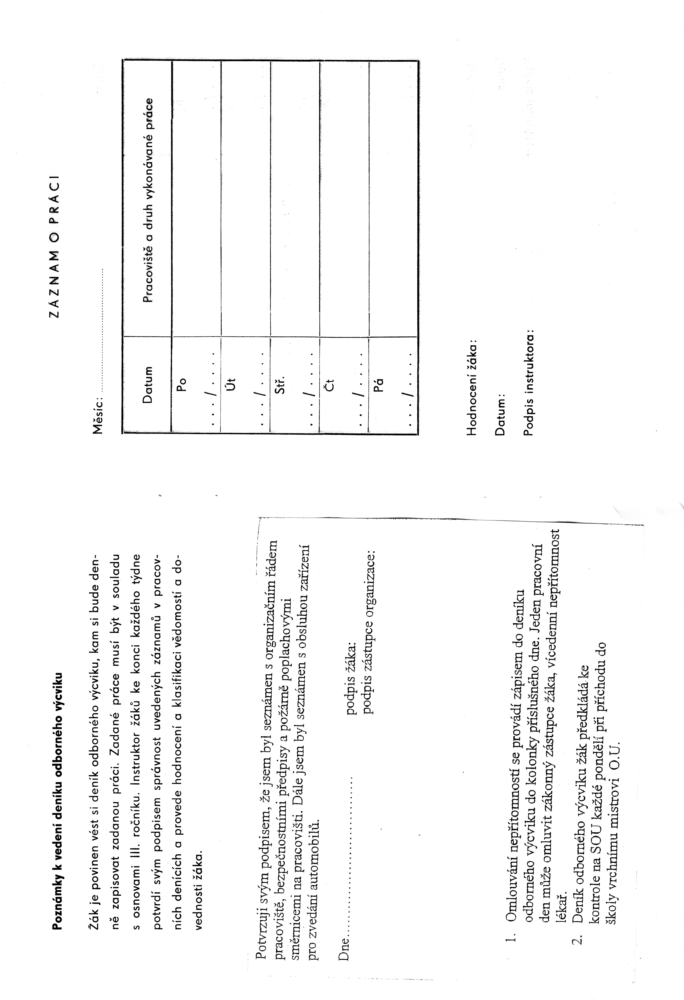 Poznámky k vedení deníku odborného výcviku
Žák je povinen vést si deník odborného výcviku, kam si bude den-
ně zapisovat zadanou práci. Zadané práce musí být v souladu
s osnovami III. ročníku. Instruktor žáků ke konci každého týdne
potvrdí svým podpisem správnost uvedených záznamů v pracov-
ních denících a provede hodnocení a klasifikaci vědomostí a do-
vedností žáka.
Potvrzuji svým podpisem, že jsem byl seznámen s organizačním řádem
pracoviště, bezpečnostními předpisy a požárně poplachovými
směrnicemi na pracovišti. Dále jsem byl seznámen s obsluhou zařízení
pro zvedání automobilů.
Dne.................................... podpis žáka:
podpis zástupce organizace:
1. Omlouvání nepřítomností se provádí zápisem do deníku
odborného výcviku do kolonky příslušného dne. Jeden pracovní
den může omluvit zákonný zástupce žáka, vícedenní nepřítomnost
lékař.
2. Deník odborného výcviku žák předkládá ke
kontrole na SOU každé pondělí při příchodu do
školy vrchnímu mistrovi O.U.
ZÁZNAM O PRÁCI
Měsíc: ........................................
Datum Pracoviště a druh vykonávané práce
Po
. . . / . . . .
Út
. . . / . . . .
Stř.
. . . / . . . .
Čt
. . . / . . . .
Pá
. . . / . . . .
Hodnocení žáka:
Datum:
Podpis instruktora: